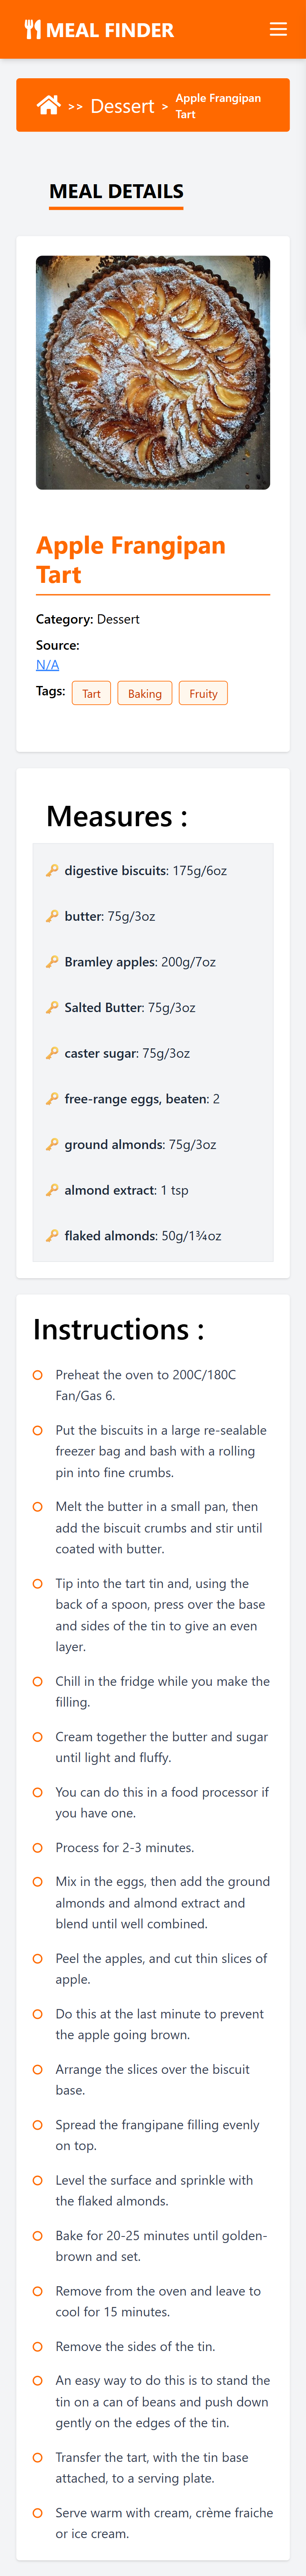 MEAL FINDER
>> Dessert > Apple Frangipan
Tart
MEAL DETAILS
Apple Frangipan
Tart
Category: Dessert
Source:
N/A
Tags: Tart Baking Fruity
Measures :
digestive biscuits: 175g/6oz
butter: 75g/3oz
Bramley apples: 200g/7oz
Salted Butter: 75g/3oz
caster sugar: 75g/3oz
free-range eggs, beaten: 2
ground almonds: 75g/3oz
almond extract: 1 tsp
flaked almonds: 50g/1¾oz
Instructions :
Preheat the oven to 200C/180C
Fan/Gas 6.
Put the biscuits in a large re-sealable
freezer bag and bash with a rolling
pin into fine crumbs.
Melt the butter in a small pan, then
add the biscuit crumbs and stir until
coated with butter.
Tip into the tart tin and, using the
back of a spoon, press over the base
and sides of the tin to give an even
layer.
Chill in the fridge while you make the
filling.
Cream together the butter and sugar
until light and fluffy.
You can do this in a food processor if
you have one.
Process for 2-3 minutes.
Mix in the eggs, then add the ground
almonds and almond extract and
blend until well combined.
Peel the apples, and cut thin slices of
apple.
Do this at the last minute to prevent
the apple going brown.
Arrange the slices over the biscuit
base.
Spread the frangipane filling evenly
on top.
Level the surface and sprinkle with
the flaked almonds.
Bake for 20-25 minutes until golden-
brown and set.
Remove from the oven and leave to
cool for 15 minutes.
Remove the sides of the tin.
An easy way to do this is to stand the
tin on a can of beans and push down
gently on the edges of the tin.
Transfer the tart, with the tin base
attached, to a serving plate.
Serve warm with cream, crème fraiche
or ice cream.